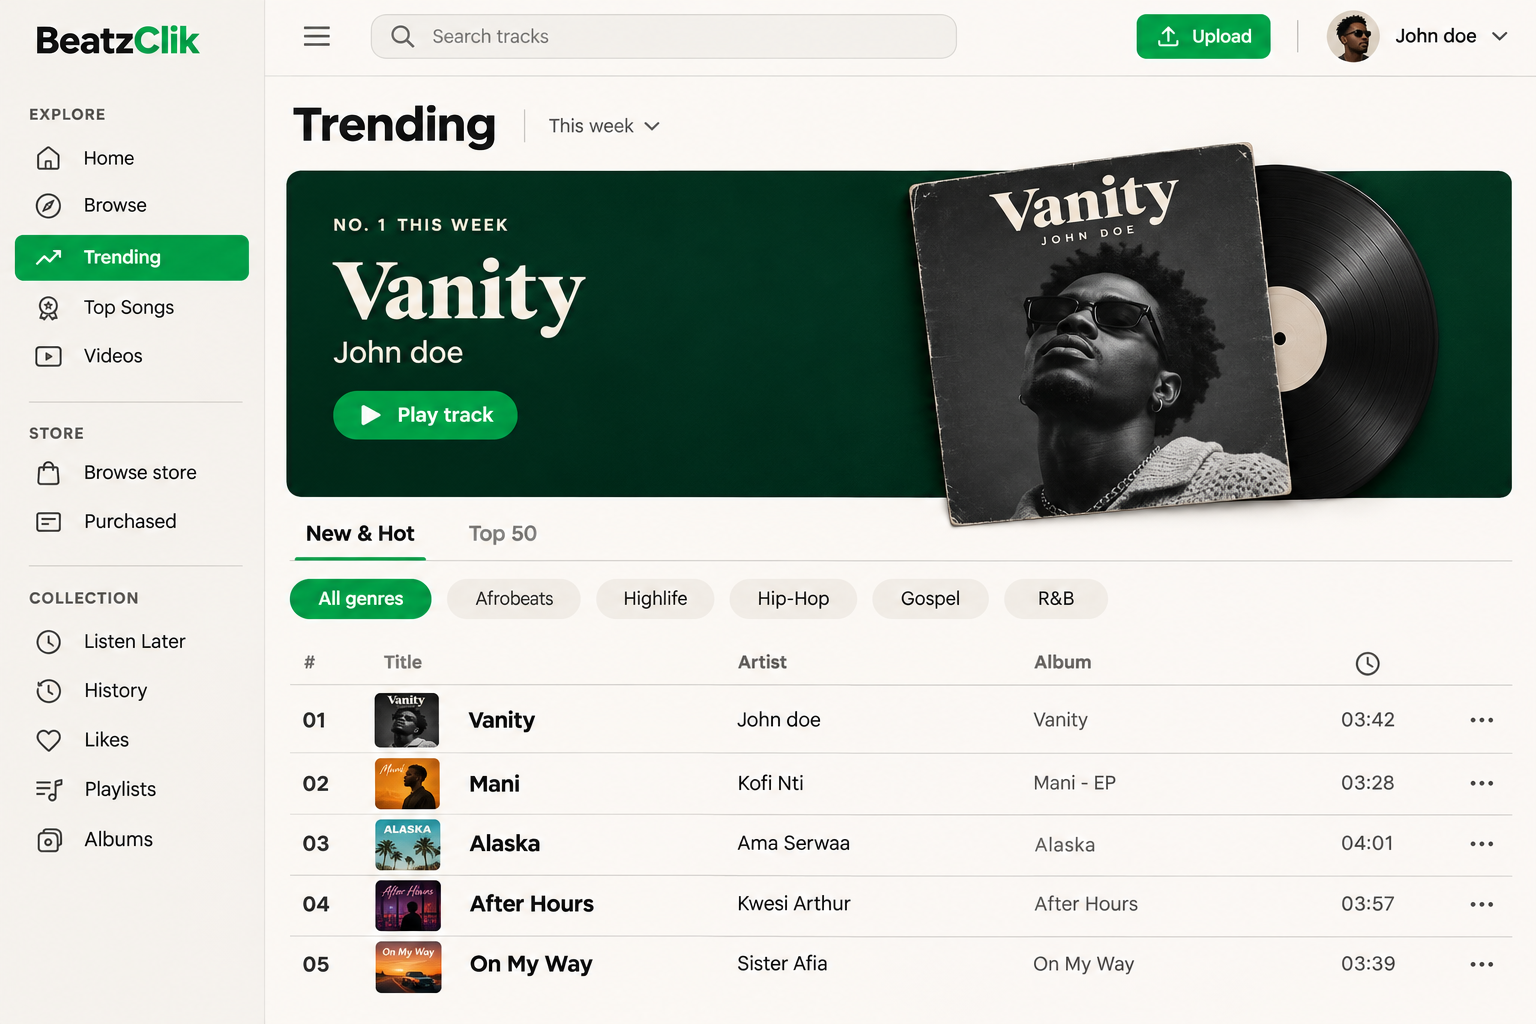 BeatzClik
Search tracks
Upload
John doe
EXPLORE
Home
Browse
Trending
Top Songs
Videos
STORE
Browse store
Purchased
COLLECTION
Listen Later
History
Likes
Playlists
Albums
Trending
This week
NO. 1 THIS WEEK
Vanity
John doe
Play track
Vanity
JOHN DOE
New & Hot
Top 50
All genres
Afrobeats
Highlife
Hip-Hop
Gospel
R&B
# Title Artist Album
01 Vanity Vanity John doe Vanity 03:42
02 Mani Kofi Nti Mani - EP 03:28
03 ALASKA Alaska Ama Serwaa Alaska 04:01
04 After Hours After Hours Kwesi Arthur After Hours 03:57
05 On My Way On My Way Sister Afia On My Way 03:39